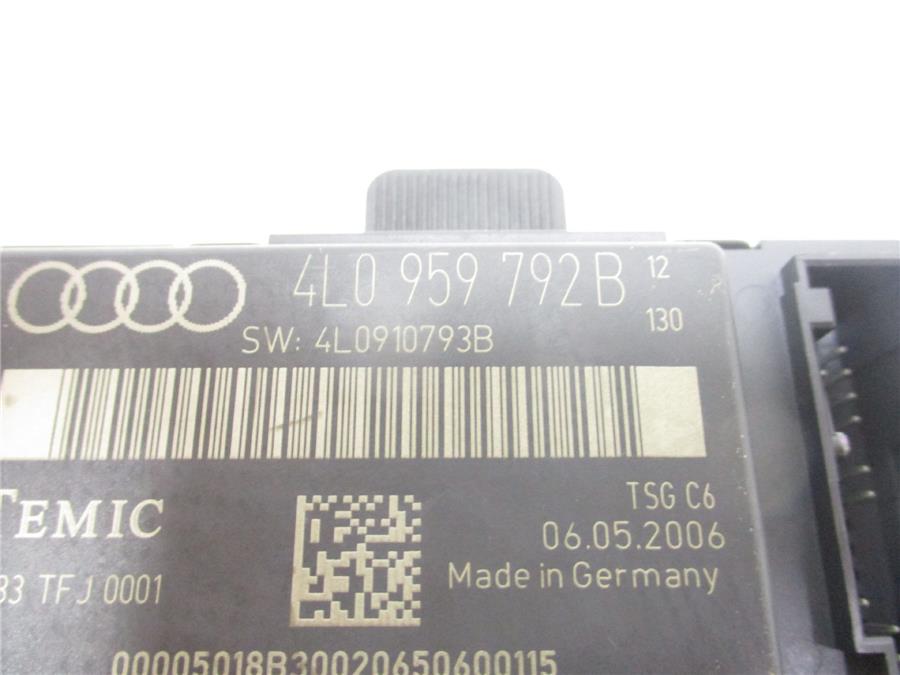 4L0 959 792B 12
SW: 4L0910793B 130
TEMIC
TSG C6
06.05.2006
33 TFJ 0001
Made in Germany
00005018B30020650600115